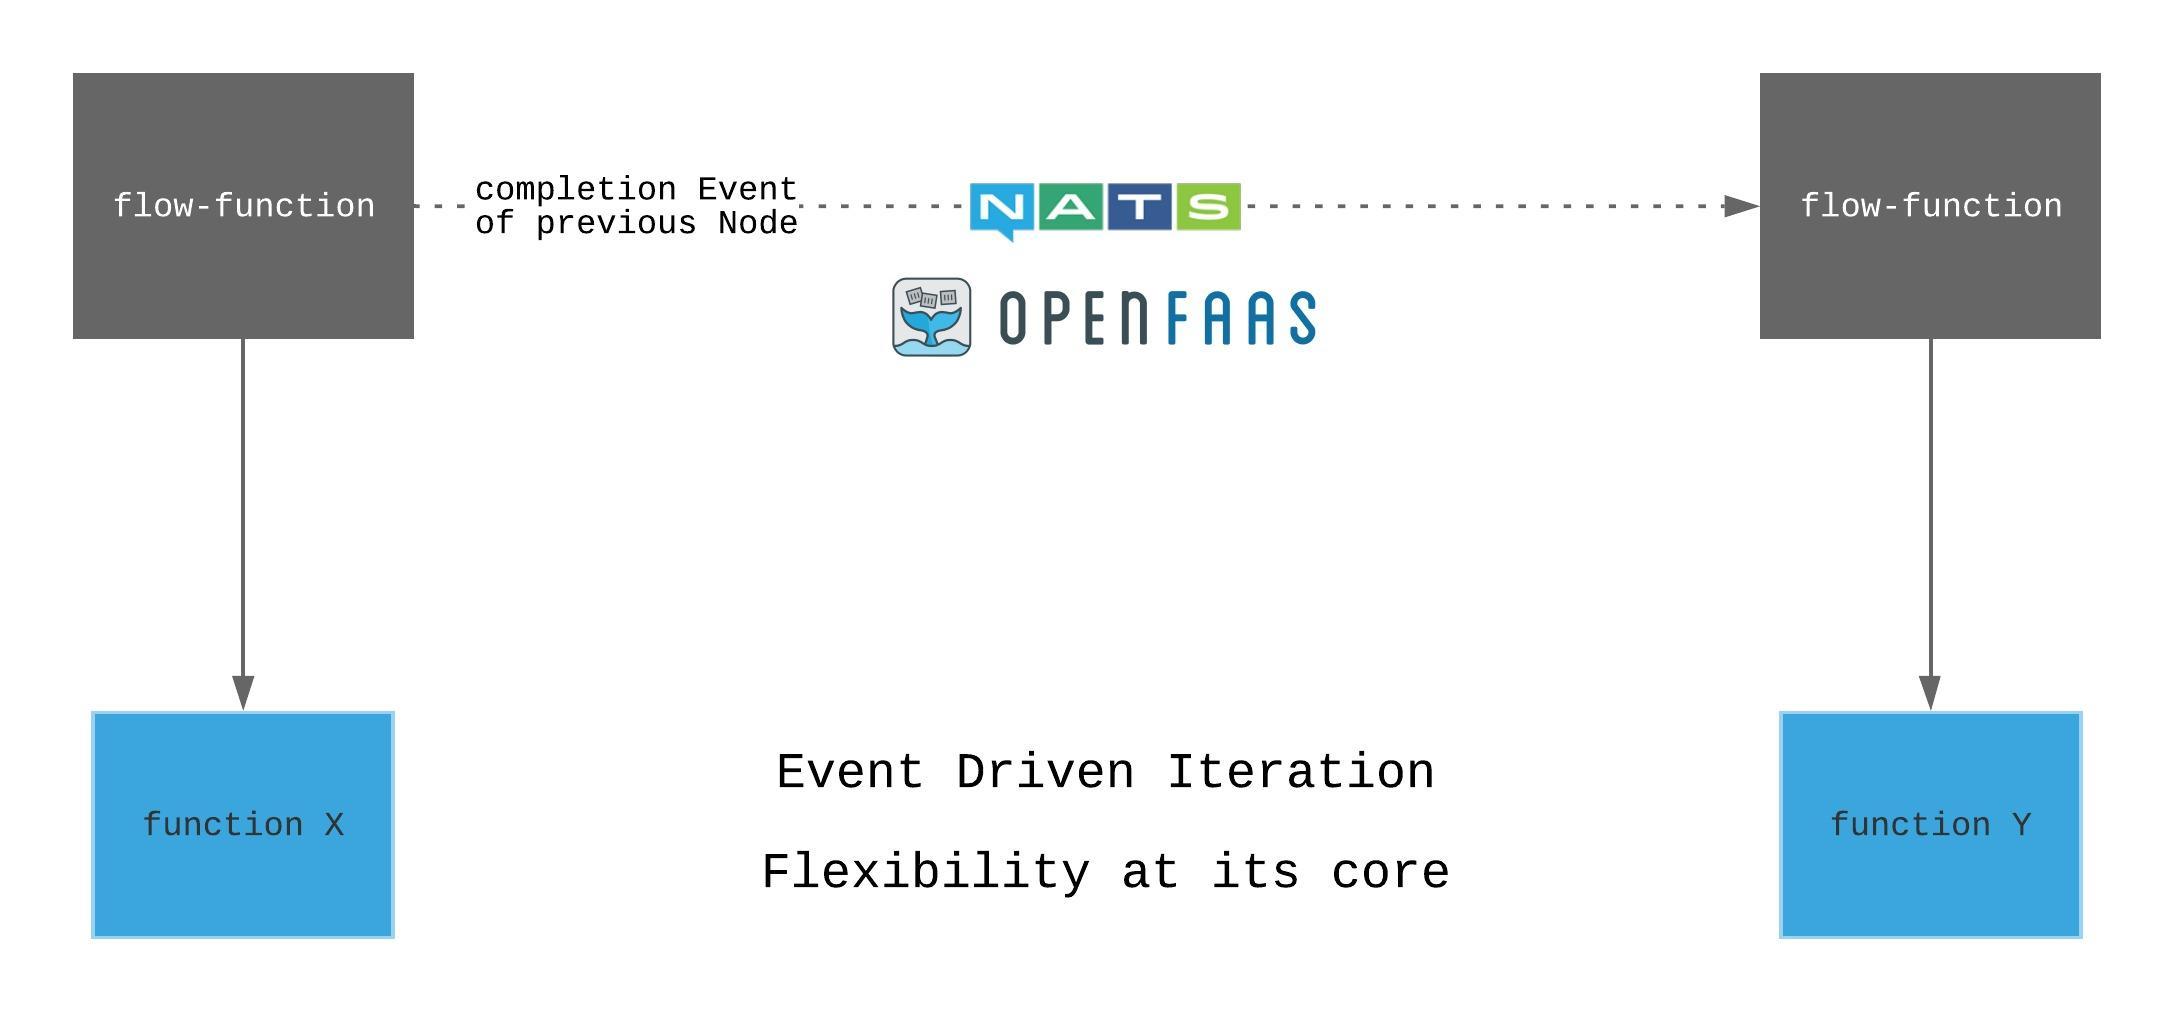 flow-function
completion Event
of previous Node
NATS
flow-function
OPENFAAS
Event Driven Iteration
function X
function Y
Flexibility at its core